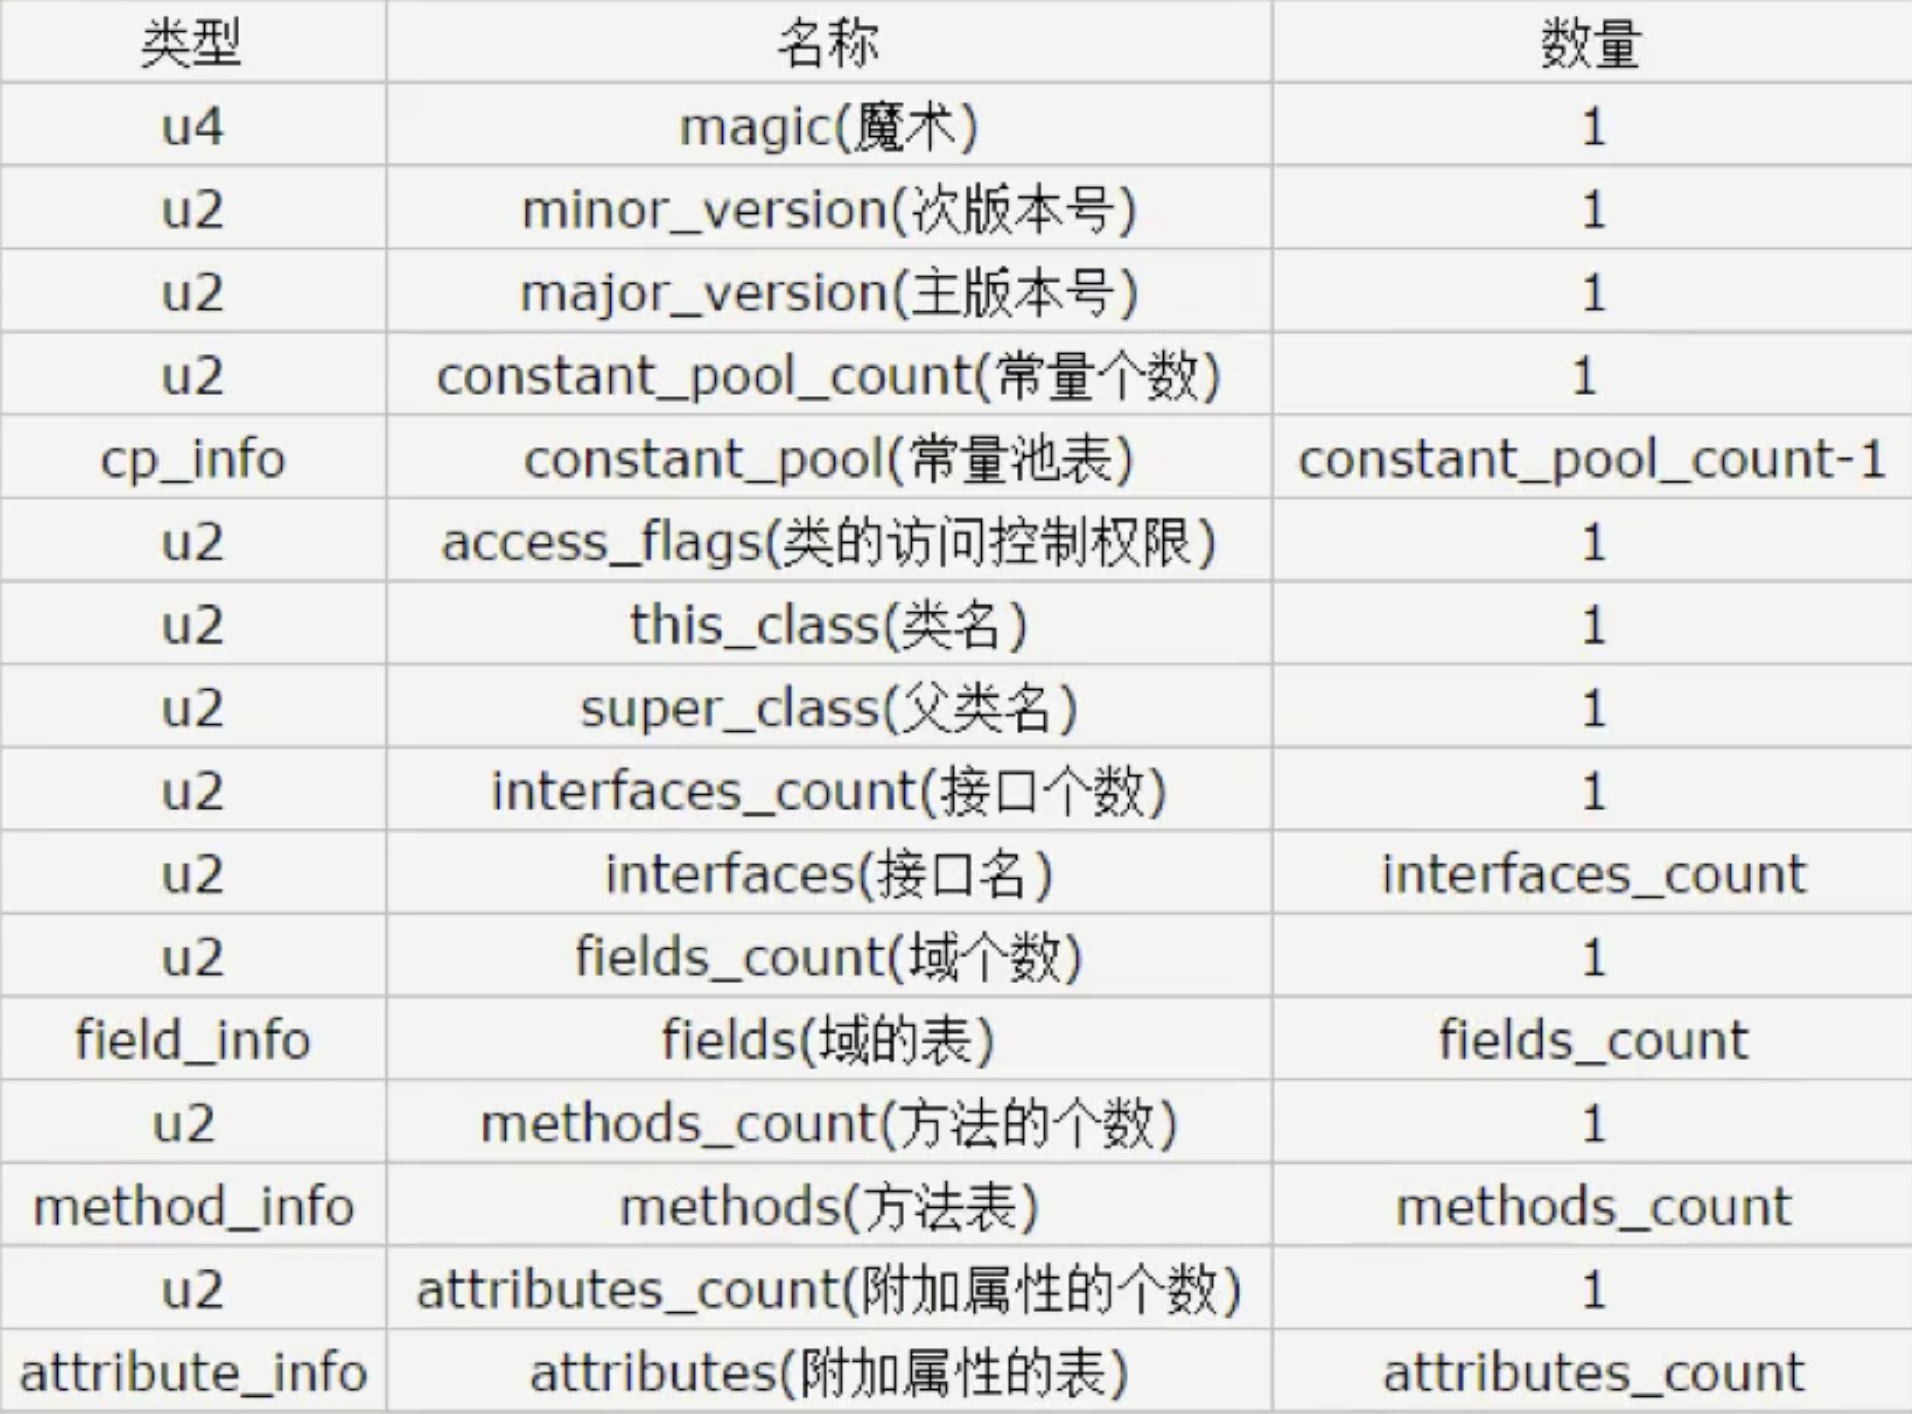 类型 名称 数量
u4 magic(魔术) 1
u2 minor_version(次版本号) 1
u2 major_version(主版本号) 1
u2 constant_pool_count(常量个数) 1
cp_info constant_pool(常量池表) constant_pool_count-1
u2 access_flags(类的访问控制权限) 1
u2 this_class(类名) 1
u2 super_class(父类名) 1
u2 interfaces_count(接口个数) 1
u2 interfaces(接口名) interfaces_count
u2 fields_count(域个数) 1
field_info fields(域的表) fields_count
u2 methods_count(方法的个数) 1
method_info methods(方法表) methods_count
u2 attributes_count(附加属性的个数) 1
attribute_info attributes(附加属性的表) attributes_count